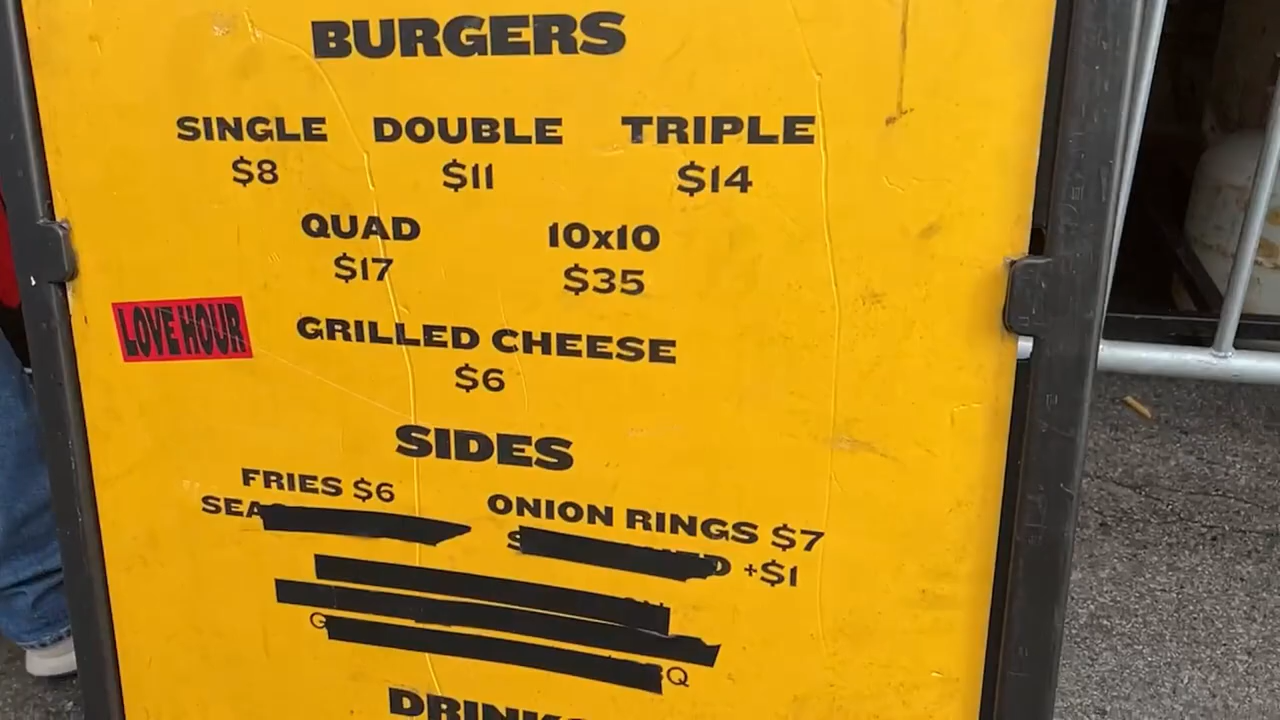 BURGERS
SINGLE DOUBLE TRIPLE
$8 $11 $14
QUAD 10x10
$17 $35
LOVE HOUR
GRILLED CHEESE
$6
SIDES
FRIES $6
ONION RINGS $7
+$1
DRINKS